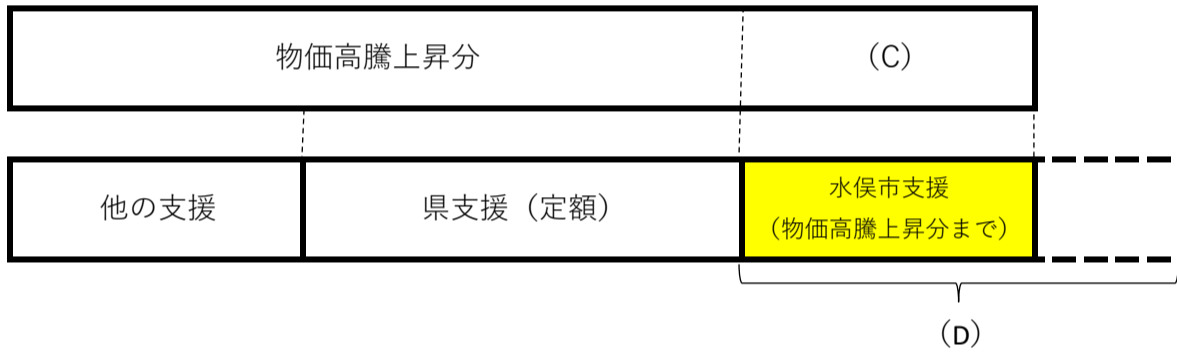 物価高騰上昇分
（C）
他の支援
県支援（定額）
水俣市支援
（物価高騰上昇分まで）
（D）